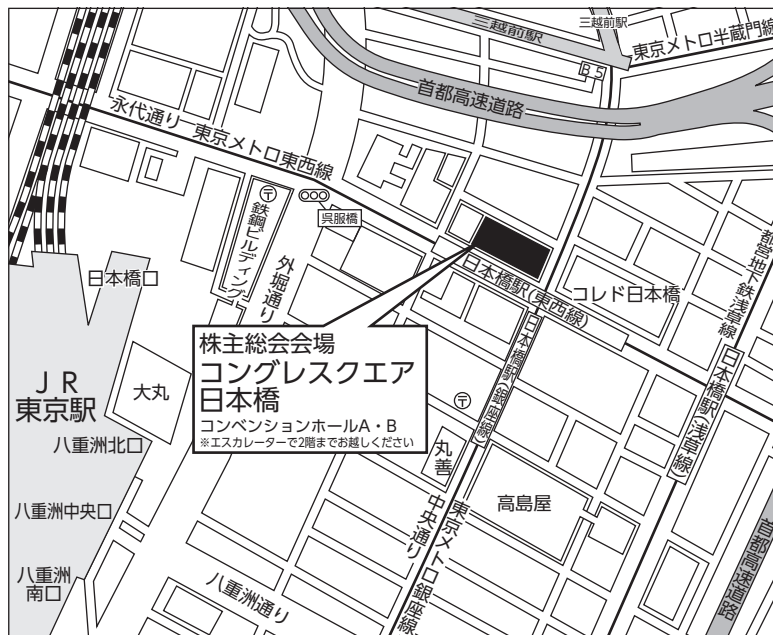 三越前駅
三越前駅
東京メトロ半蔵門線
B5
首都高速道路
永代通り
東京メトロ東西線
〒
鉄鋼ビルディング
呉服橋
外堀通り
日本橋口
日本橋駅(東西線)
コレド日本橋
都営地下鉄浅草線
日本橋駅(浅草線)
日本橋駅(銀座線)
株主総会会場
コングレスクエア
日本橋
コンベンションホールA・B
※エスカレーターで2階までお越しください
JR
東京駅
大丸
八重洲北口
〒
丸善
高島屋
八重洲中央口
中央通り
東京メトロ銀座線
八重洲
南口
八重洲通り
首都高速道路